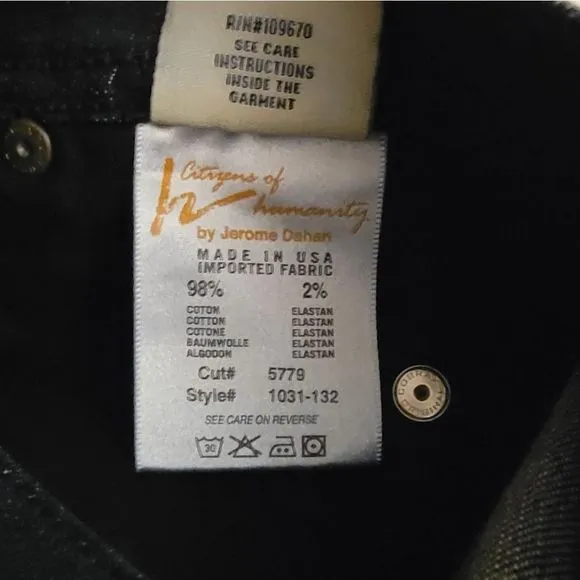 R/N#109670
SEE CARE
INSTRUCTIONS
INSIDE THE
GARMENT
Citizens of
humanity
by Jerome Dahan
MADE IN USA
IMPORTED FABRIC
98% 2%
COTON ELASTAN
COTTON ELASTAN
COTONE ELASTAN
BAUMWOLLE ELASTAN
ALGODON ELASTAN
Cut# 5779
Style# 1031-132
SEE CARE ON REVERSE
30